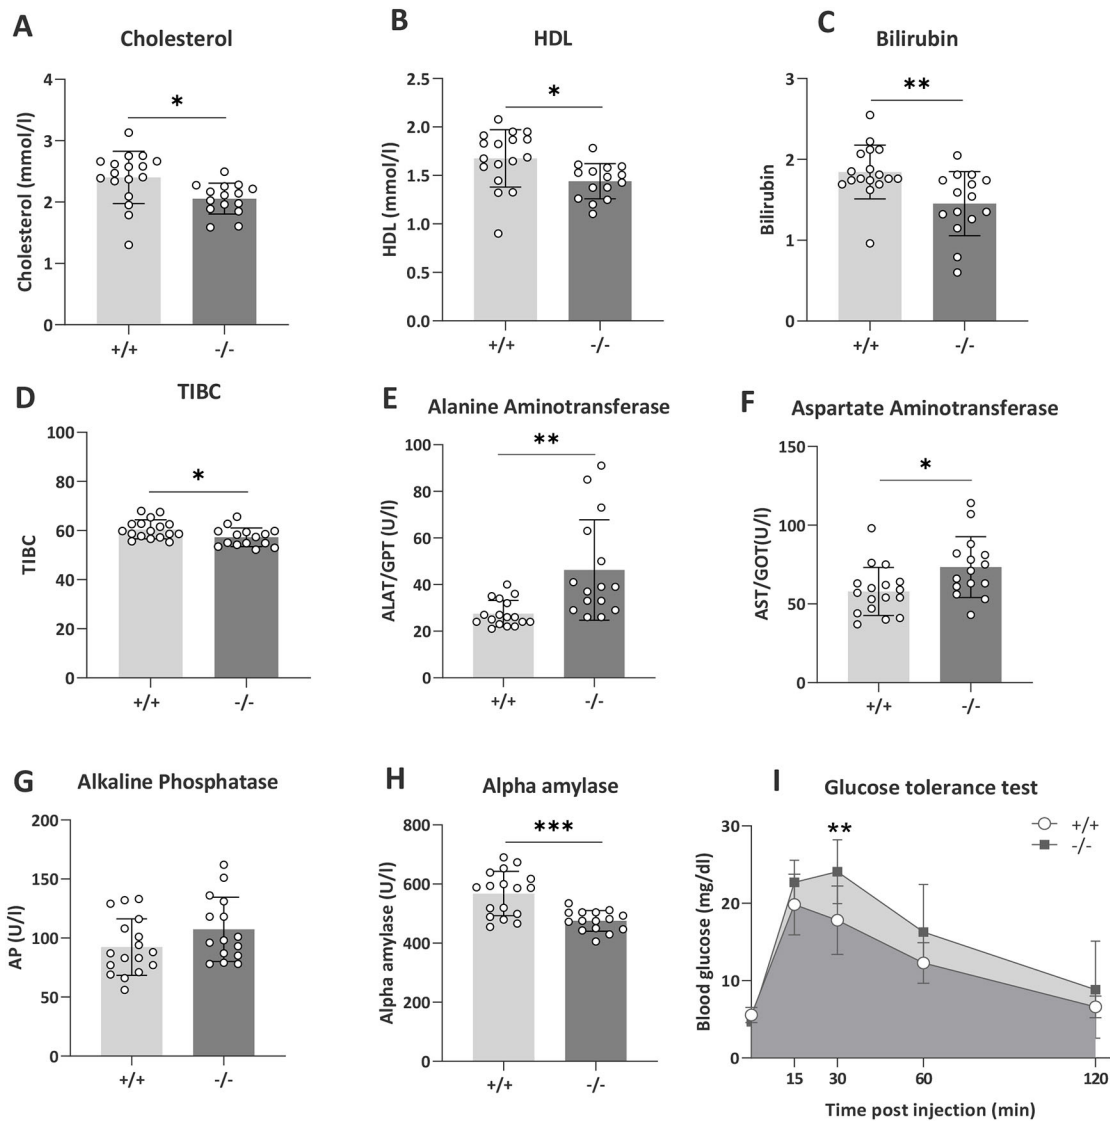 A
Cholesterol
Cholesterol (mmol/l)
4
3
2
1
0
*
+/+
-/-
B
HDL
HDL (mmol/l)
2.5
2.0
1.5
1.0
0.5
0.0
*
+/+
-/-
C
Bilirubin
Bilirubin
3
2
1
0
**
+/+
-/-
D
TIBC
TIBC
100
80
60
40
20
0
*
+/+
-/-
E
Alanine Aminotransferase
ALAT/GPT (U/l)
100
80
60
40
20
0
**
+/+
-/-
F
Aspartate Aminotransferase
AST/GOT(U/l)
150
100
50
0
*
+/+
-/-
G
Alkaline Phosphatase
AP (U/l)
200
150
100
50
0
+/+
-/-
H
Alpha amylase
Alpha amylase (U/l)
800
600
400
200
0
***
+/+
-/-
I
Glucose tolerance test
+/+
-/-
Blood glucose (mg/dl)
30
20
10
0
**
15
30
60
120
Time post injection (min)